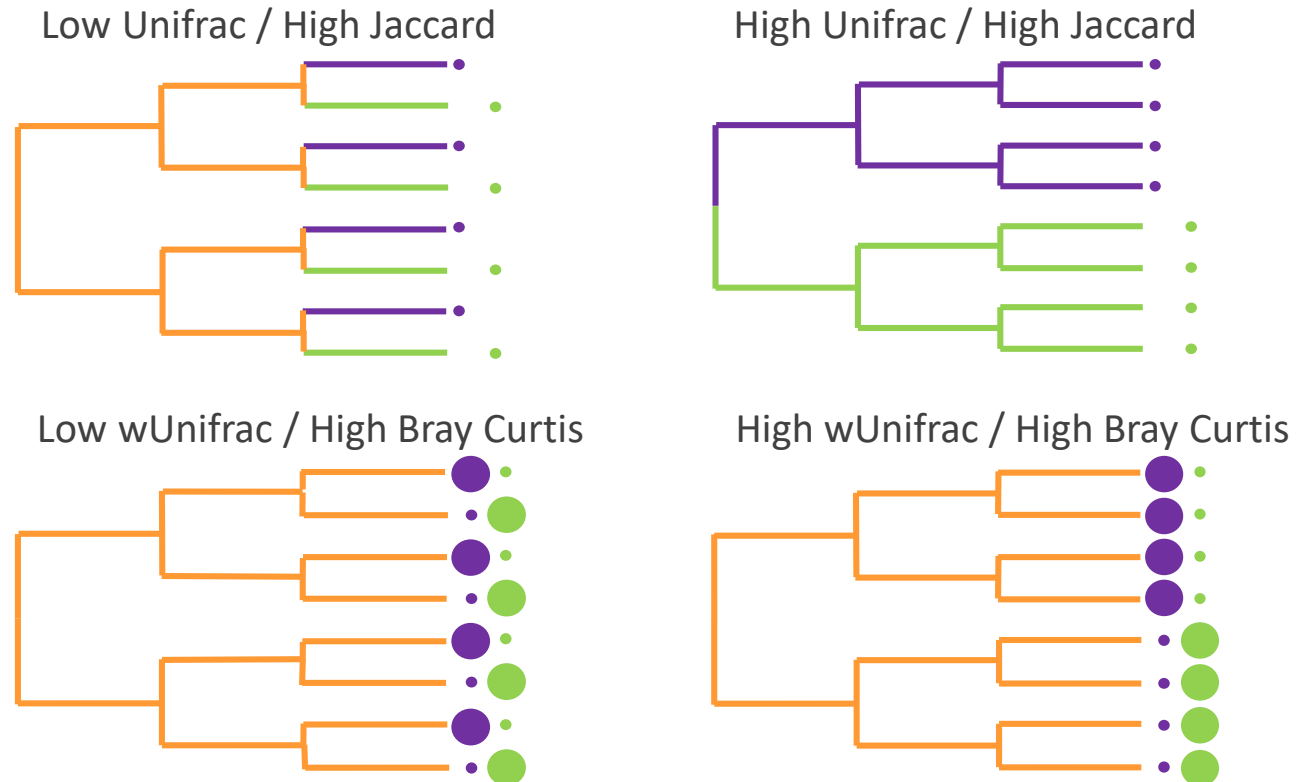 Low Unifrac / High Jaccard
High Unifrac / High Jaccard
Low wUnifrac / High Bray Curtis
High wUnifrac / High Bray Curtis